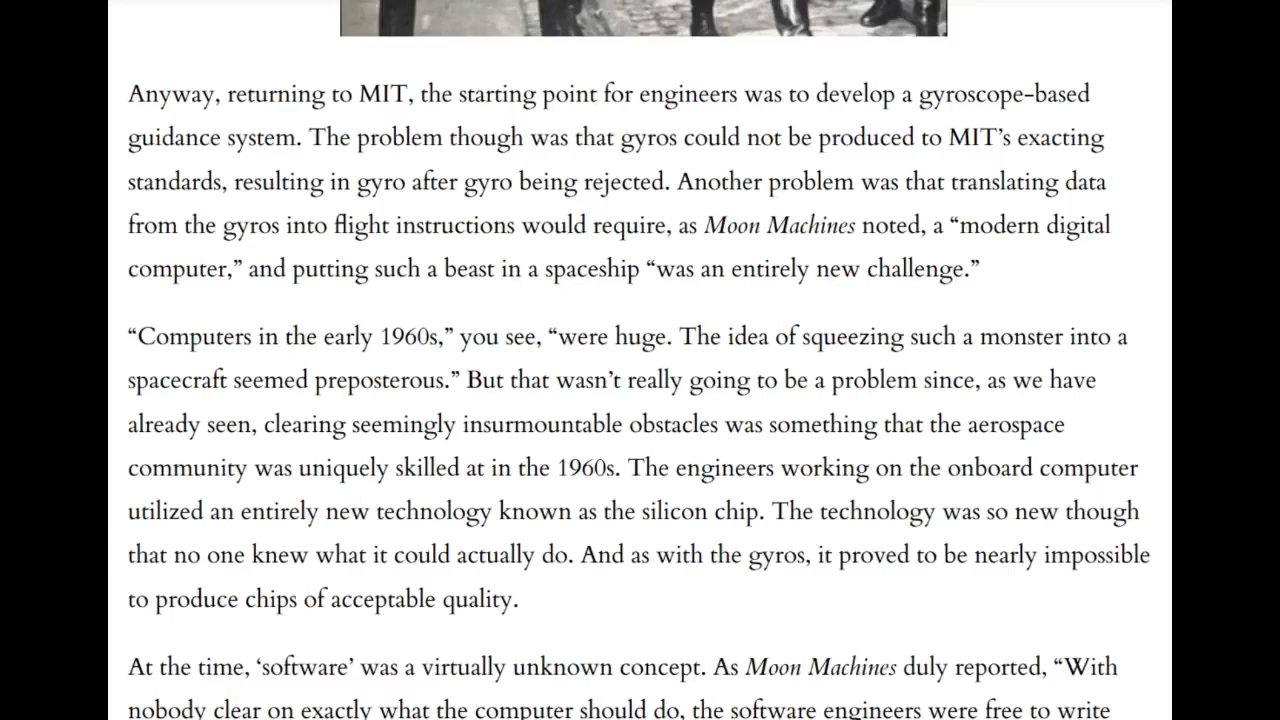 Anyway, returning to MIT, the starting point for engineers was to develop a gyroscope-based
guidance system. The problem though was that gyros could not be produced to MIT’s exacting
standards, resulting in gyro after gyro being rejected. Another problem was that translating data
from the gyros into flight instructions would require, as Moon Machines noted, a “modern digital
computer,” and putting such a beast in a spaceship “was an entirely new challenge.”
“Computers in the early 1960s,” you see, “were huge. The idea of squeezing such a monster into a
spacecraft seemed preposterous.” But that wasn’t really going to be a problem since, as we have
already seen, clearing seemingly insurmountable obstacles was something that the aerospace
community was uniquely skilled at in the 1960s. The engineers working on the onboard computer
utilized an entirely new technology known as the silicon chip. The technology was so new though
that no one knew what it could actually do. And as with the gyros, it proved to be nearly impossible
to produce chips of acceptable quality.
At the time, ‘software’ was a virtually unknown concept. As Moon Machines duly reported, “With
nobody clear on exactly what the computer should do, the software engineers were free to write